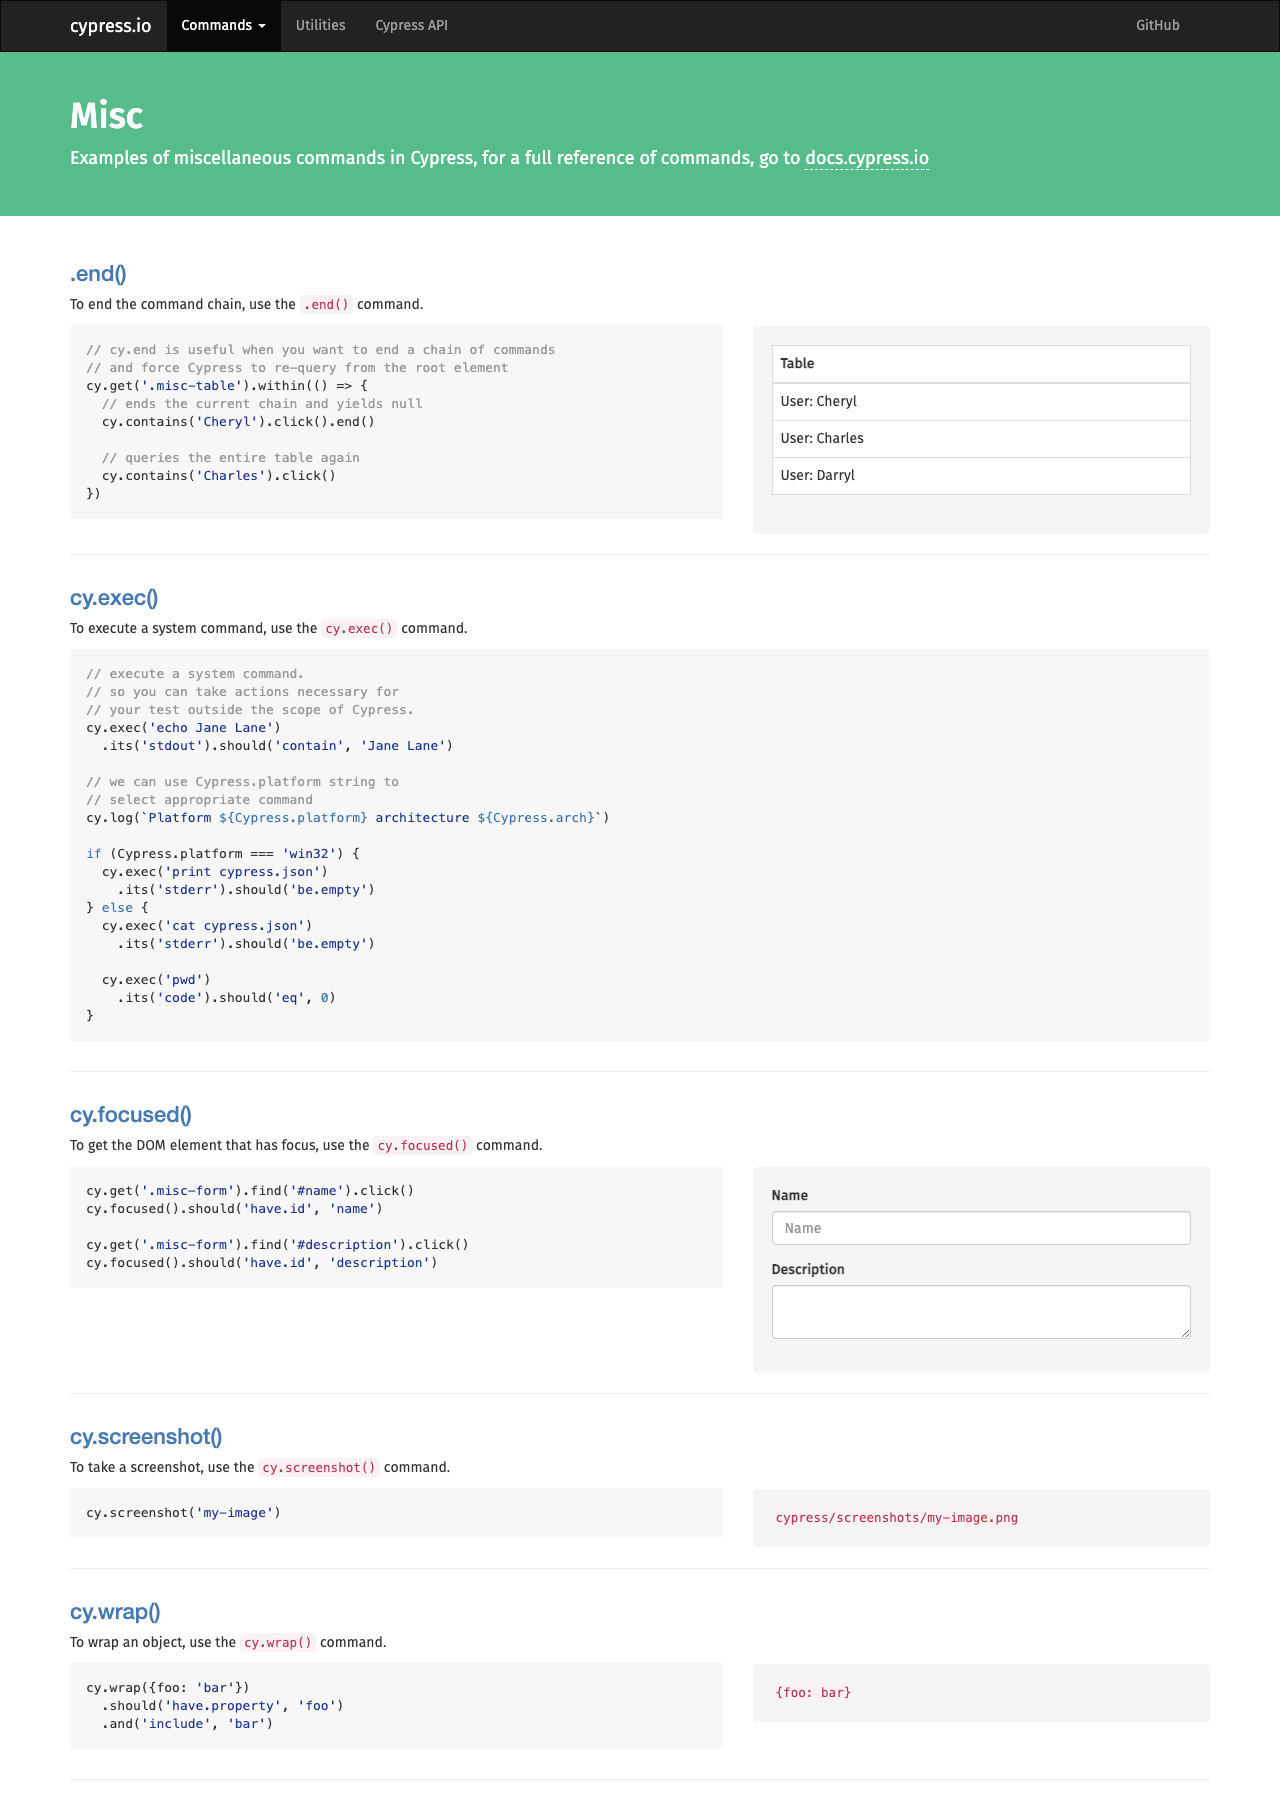 cypress.io Commands Utilities Cypress API GitHub
Misc
Examples of miscellaneous commands in Cypress, for a full reference of commands, go to docs.cypress.io
.end()
To end the command chain, use the .end() command.
// cy.end is useful when you want to end a chain of commands
// and force Cypress to re-query from the root element
cy.get('.misc-table').within(() => {
  // ends the current chain and yields null
  cy.contains('Cheryl').click().end()

  // queries the entire table again
  cy.contains('Charles').click()
})
Table
User: Cheryl
User: Charles
User: Darryl
cy.exec()
To execute a system command, use the cy.exec() command.
// execute a system command.
// so you can take actions necessary for
// your test outside the scope of Cypress.
cy.exec('echo Jane Lane')
  .its('stdout').should('contain', 'Jane Lane')

// we can use Cypress.platform string to
// select appropriate command
cy.log(`Platform ${Cypress.platform} architecture ${Cypress.arch}`)

if (Cypress.platform === 'win32') {
  cy.exec('print cypress.json')
    .its('stderr').should('be.empty')
} else {
  cy.exec('cat cypress.json')
    .its('stderr').should('be.empty')

  cy.exec('pwd')
    .its('code').should('eq', 0)
}
cy.focused()
To get the DOM element that has focus, use the cy.focused() command.
cy.get('.misc-form').find('#name').click()
cy.focused().should('have.id', 'name')

cy.get('.misc-form').find('#description').click()
cy.focused().should('have.id', 'description')
Name
Name
Description
cy.screenshot()
To take a screenshot, use the cy.screenshot() command.
cy.screenshot('my-image')
cypress/screenshots/my-image.png
cy.wrap()
To wrap an object, use the cy.wrap() command.
cy.wrap({foo: 'bar'})
  .should('have.property', 'foo')
  .and('include', 'bar')
{foo: bar}